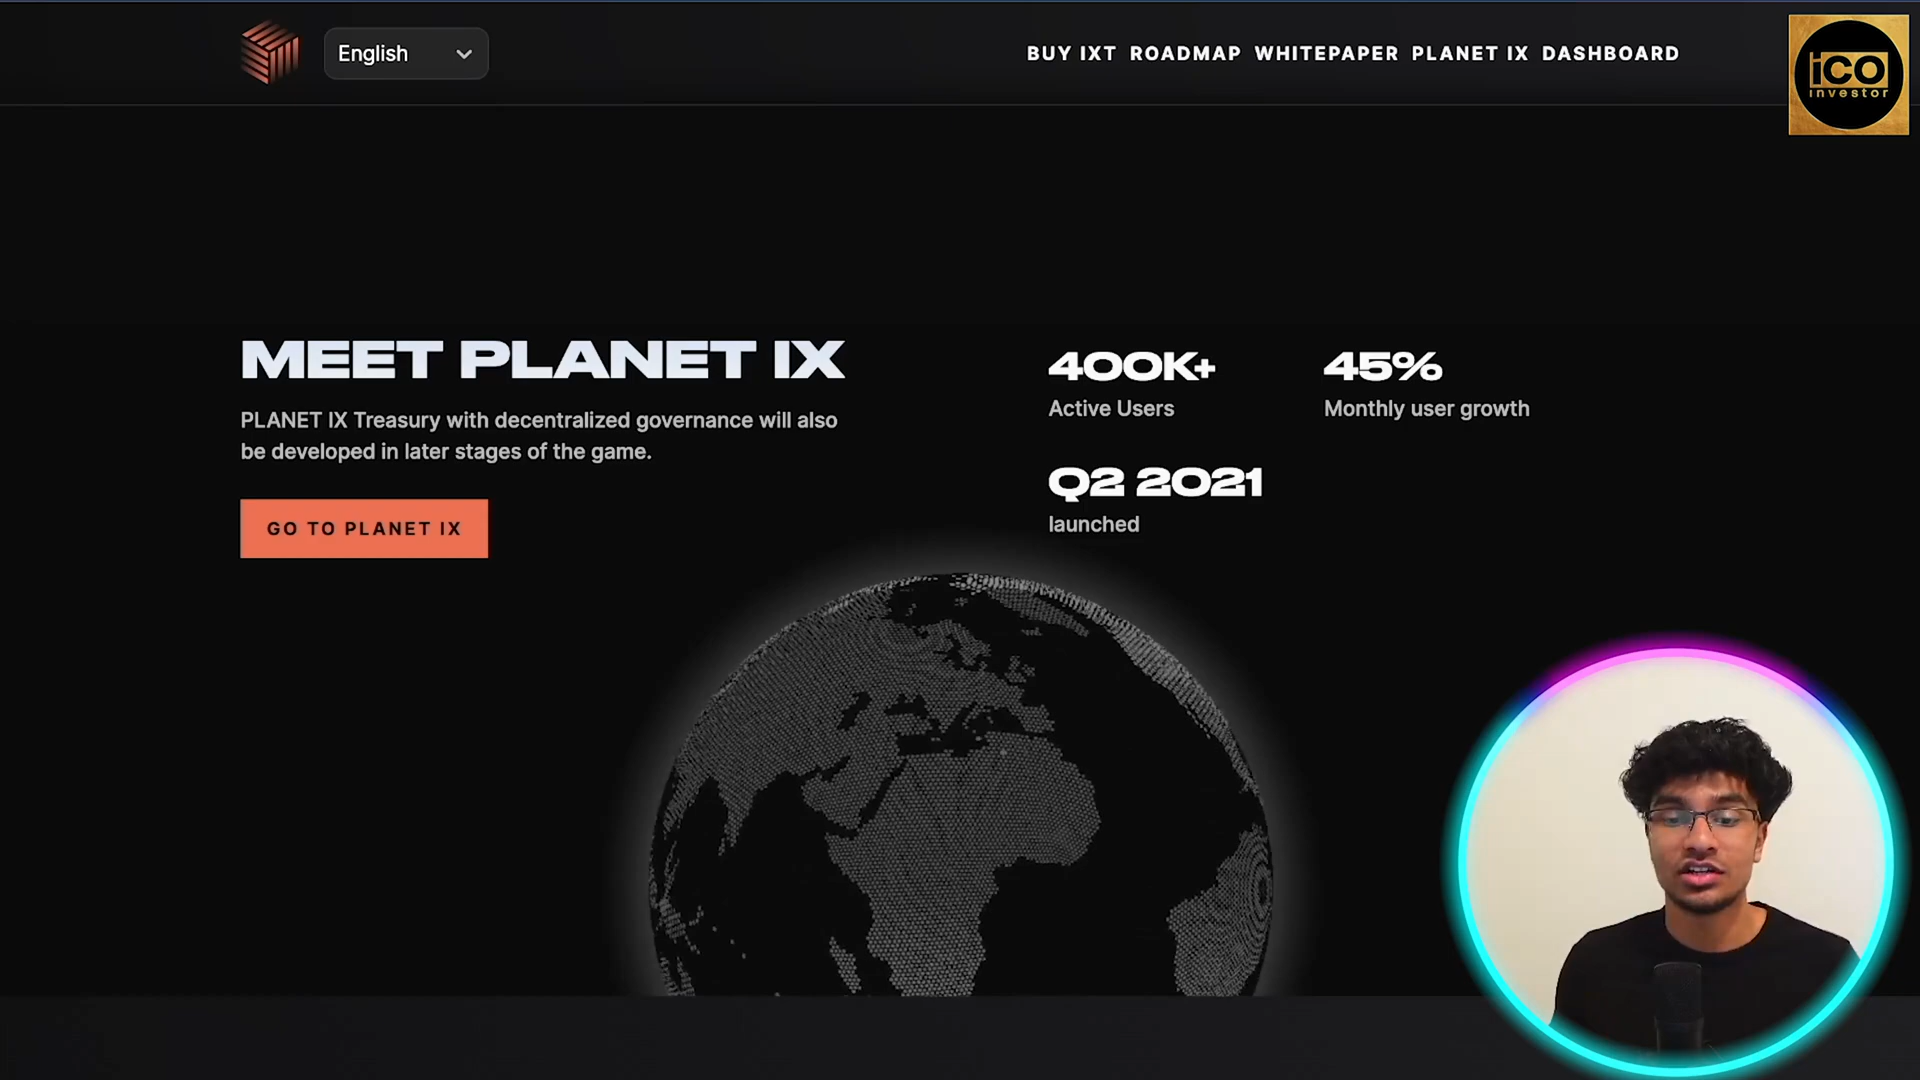 English
BUY IXT ROADMAP WHITEPAPER PLANET IX DASHBOARD
iCO
investor
MEET PLANET IX
PLANET IX Treasury with decentralized governance will also
be developed in later stages of the game.
GO TO PLANET IX
400K+
Active Users
45%
Monthly user growth
Q2 2021
launched